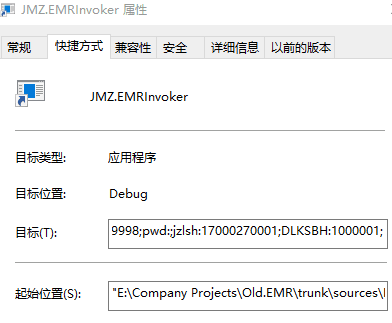 JMZ.EMRInvoker 属性
常规 快捷方式 兼容性 安全 详细信息 以前的版本
JMZ.EMRInvoker
目标类型: 应用程序
目标位置: Debug
目标(T): 9998;pwd:;jzlsh:17000270001;DLKSBH:1000001;
起始位置(S): "E:\Company Projects\Old.EMR\trunk\sources\